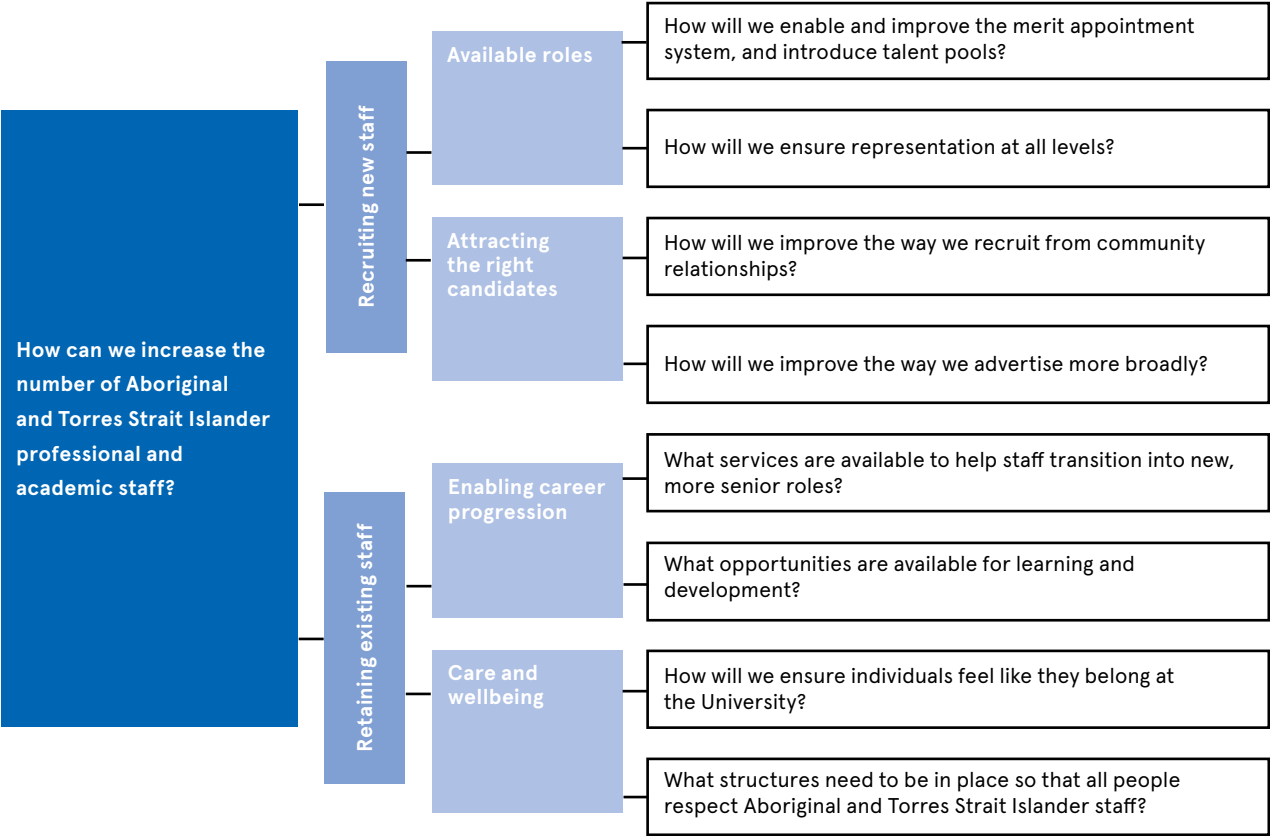 How can we increase the
number of Aboriginal
and Torres Strait Islander
professional and
academic staff?
Recruiting new staff
Available roles
How will we enable and improve the merit appointment
system, and introduce talent pools?
How will we ensure representation at all levels?
Attracting
the right
candidates
How will we improve the way we recruit from community
relationships?
How will we improve the way we advertise more broadly?
Retaining existing staff
Enabling career
progression
What services are available to help staff transition into new,
more senior roles?
What opportunities are available for learning and
development?
Care and
wellbeing
How will we ensure individuals feel like they belong at
the University?
What structures need to be in place so that all people
respect Aboriginal and Torres Strait Islander staff?